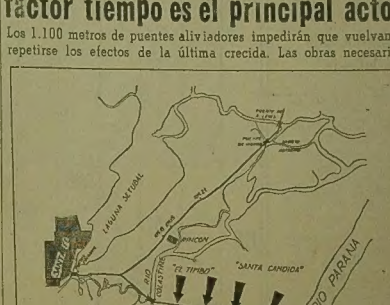 factor tiempo es el principal acto
Los 1.100 metros de puentes aliviadores impedirán que vuelvan
repetirse los efectos de la última crecida. Las obras necesari
LAGUNA SETUBAL
SANTA FE
RINCON
RIO
COLASTINE
"EL TIMBO"
"SANTA CANDIDA"
RIO PARANA